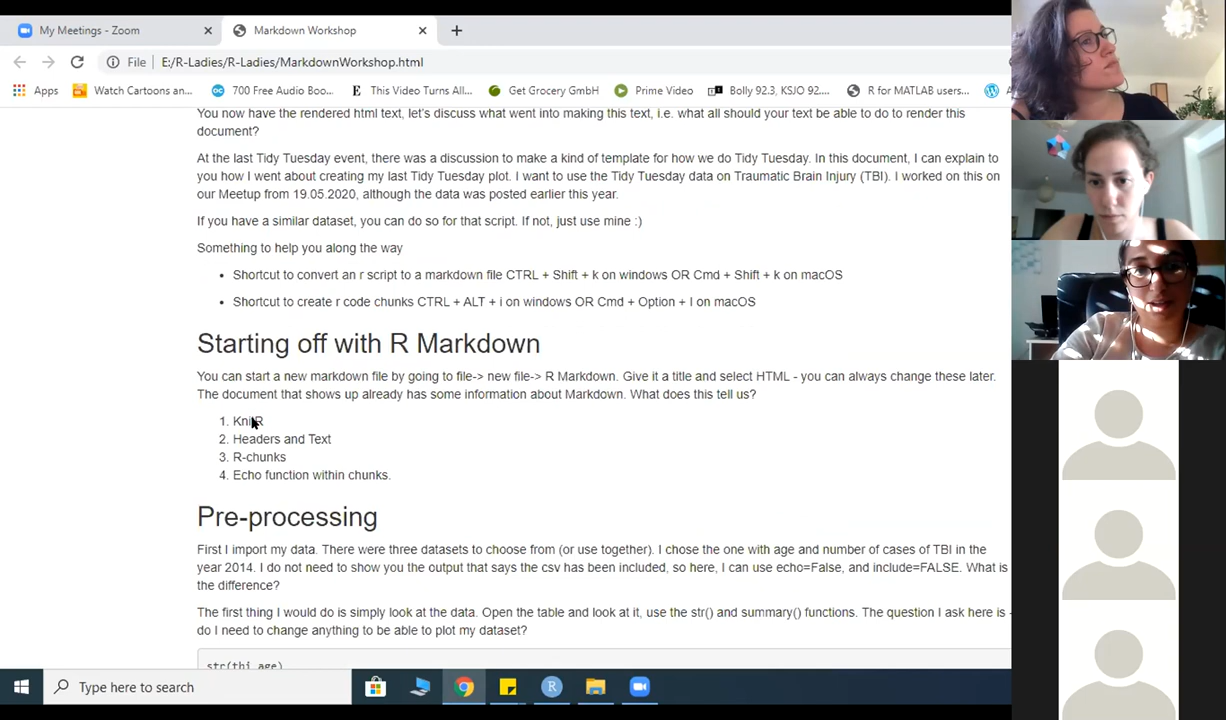 My Meetings - Zoom
Markdown Workshop
File
E:/R-Ladies/R-Ladies/MarkdownWorkshop.html
Apps
Watch Cartoons an...
700 Free Audio Boo...
This Video Turns All...
Get Grocery GmbH
Prime Video
Bolly 92.3, KSJO 92....
R for MATLAB users...
You now have the rendered html text, let's discuss what went into making this text, i.e. what all should your text be able to do to render this
document?
At the last Tidy Tuesday event, there was a discussion to make a kind of template for how we do Tidy Tuesday. In this document, I can explain to
you how I went about creating my last Tidy Tuesday plot. I want to use the Tidy Tuesday data on Traumatic Brain Injury (TBI). I worked on this on
our Meetup from 19.05.2020, although the data was posted earlier this year.
If you have a similar dataset, you can do so for that script. If not, just use mine :)
Something to help you along the way
• Shortcut to convert an r script to a markdown file CTRL + Shift + k on windows OR Cmd + Shift + k on macOS
• Shortcut to create r code chunks CTRL + ALT + i on windows OR Cmd + Option + I on macOS
Starting off with R Markdown
You can start a new markdown file by going to file-> new file-> R Markdown. Give it a title and select HTML - you can always change these later.
The document that shows up already has some information about Markdown. What does this tell us?
1. KnitR
2. Headers and Text
3. R-chunks
4. Echo function within chunks.
Pre-processing
First I import my data. There were three datasets to choose from (or use together). I chose the one with age and number of cases of TBI in the
year 2014. I do not need to show you the output that says the csv has been included, so here, I can use echo=False, and include=FALSE. What is
the difference?
The first thing I would do is simply look at the data. Open the table and look at it, use the str() and summary() functions. The question I ask here is -
do I need to change anything to be able to plot my dataset?
str(tbi_age)
Type here to search